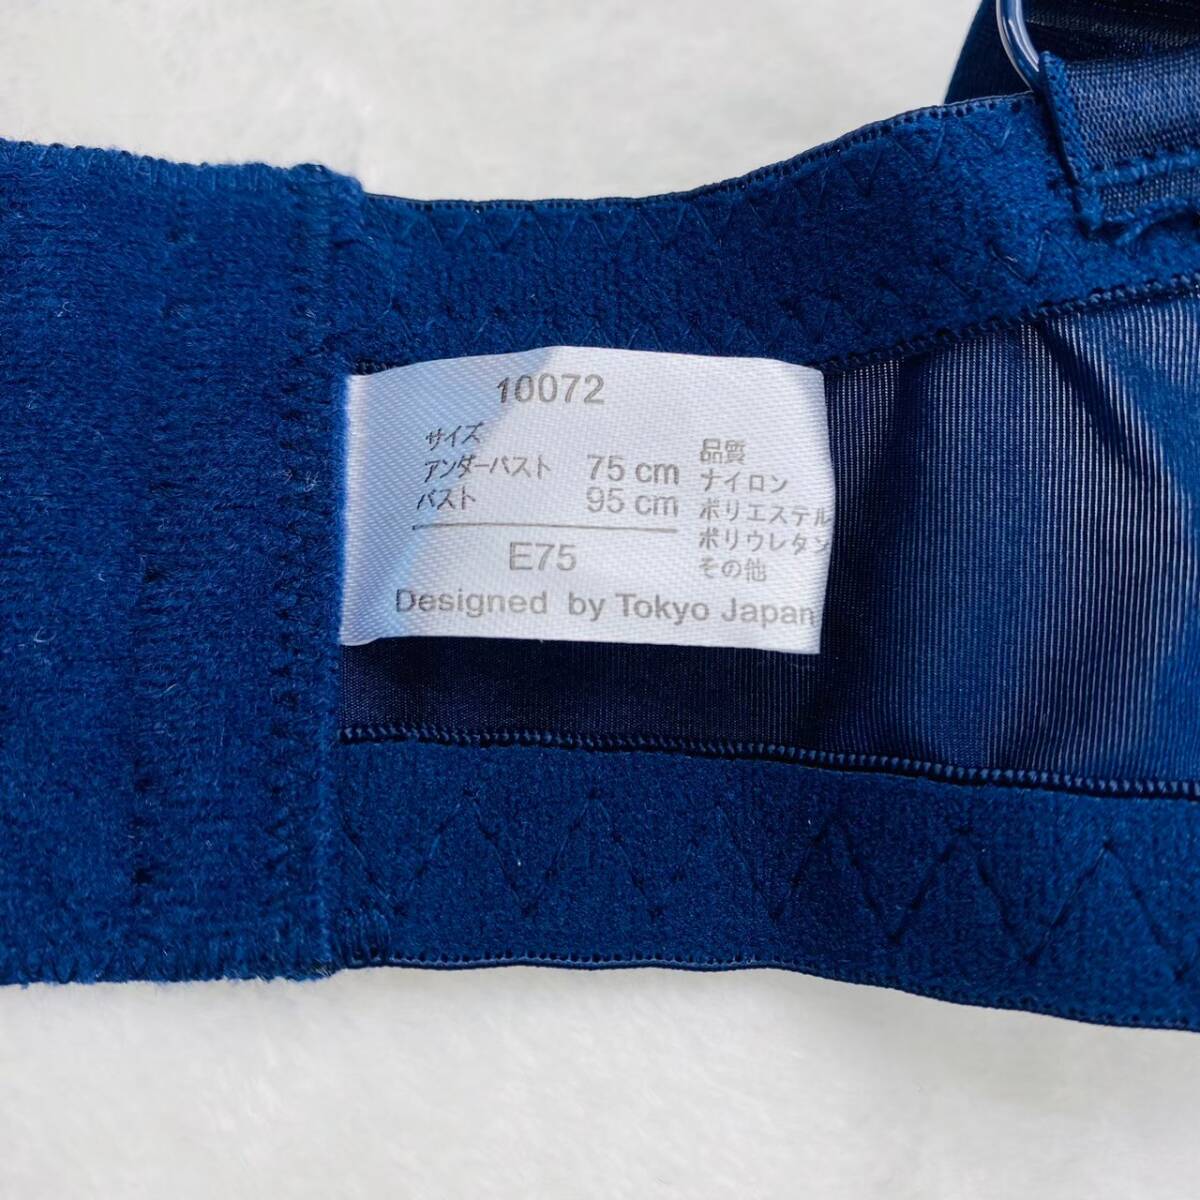 10072
サイズ
アンダーバスト 75 cm
バスト 95 cm
E75
品質
ナイロン
ポリエステル
ポリウレタン
その他
Designed by Tokyo Japan